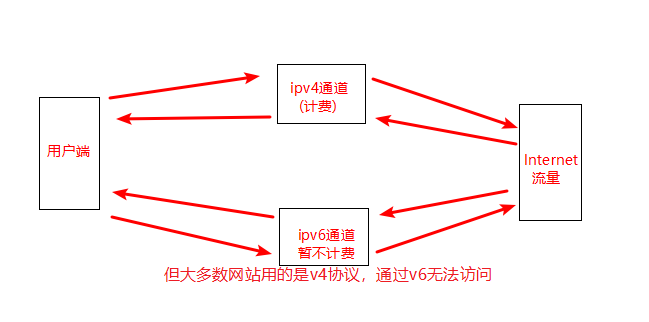 ipv4通道
(计费)
用户端
Internet
流量
ipv6通道
暂不计费
但大多数网站用的是v4协议，通过v6无法访问